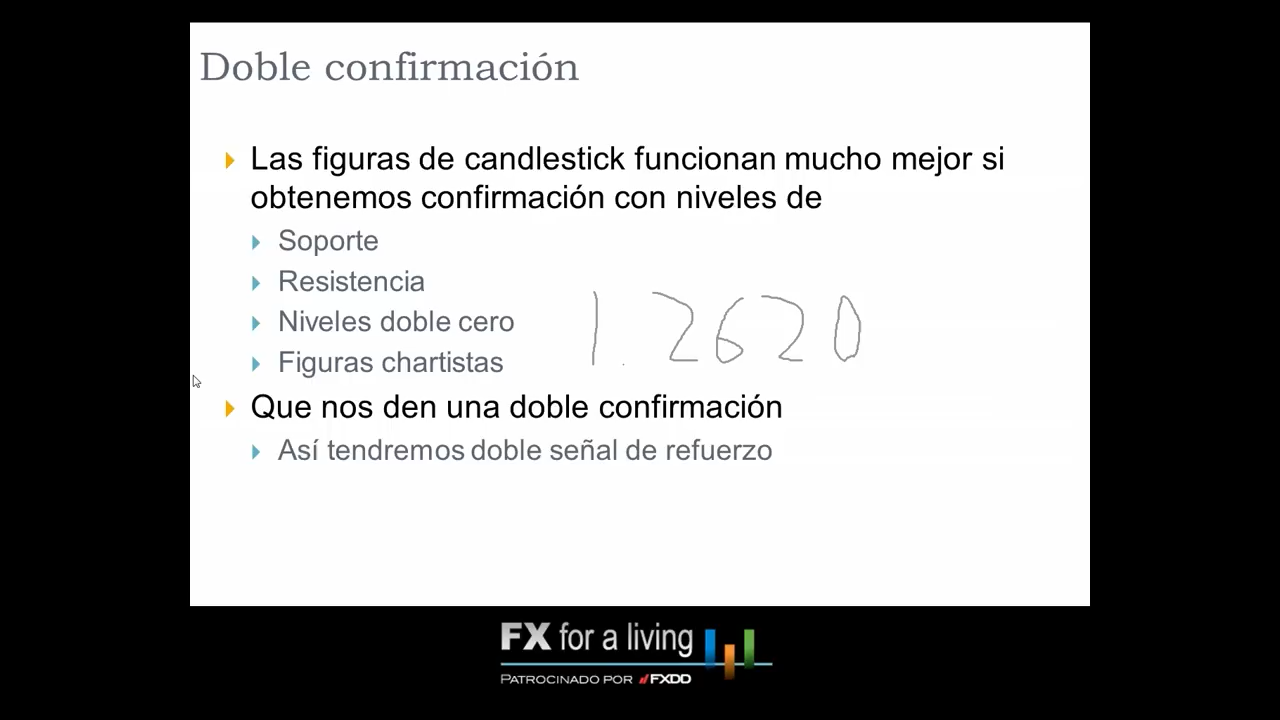 Doble confirmación
Las figuras de candlestick funcionan mucho mejor si
obtenemos confirmación con niveles de
Soporte
Resistencia
Niveles doble cero
1.2620
Figuras chartistas
Que nos den una doble confirmación
Así tendremos doble señal de refuerzo
FX for a living
PATROCINADO POR FXDD